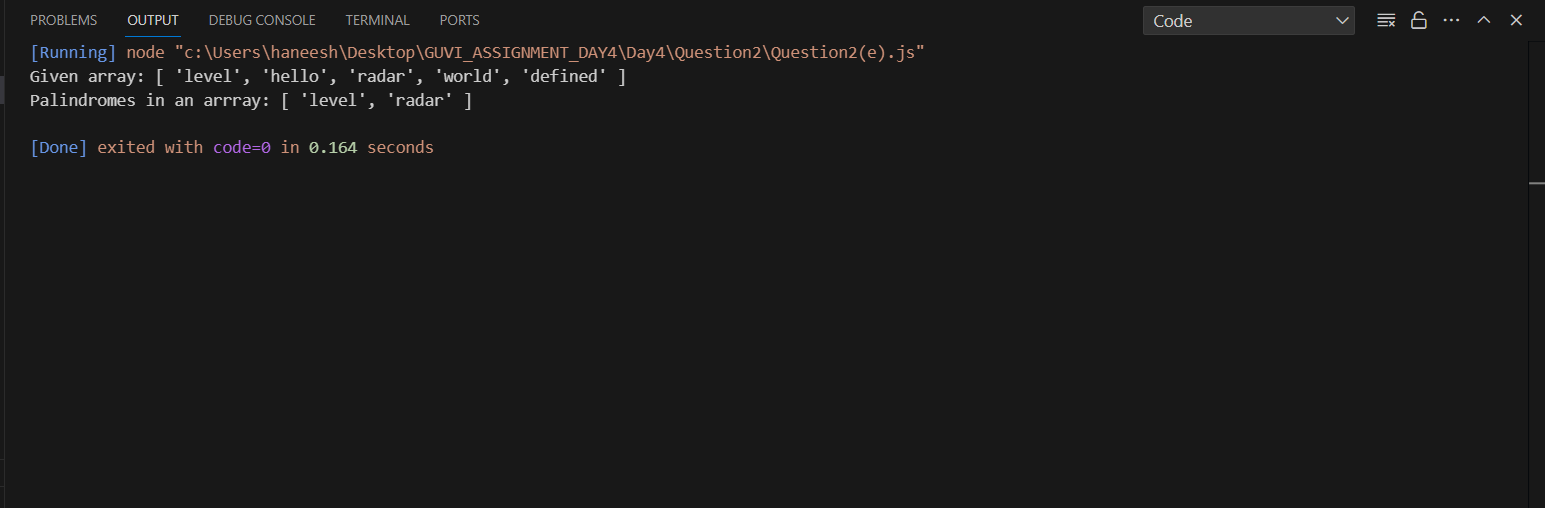 PROBLEMS OUTPUT DEBUG CONSOLE TERMINAL PORTS Code
[Running] node "c:\Users\haneesh\Desktop\GUVI_ASSIGNMENT_DAY4\Day4\Question2\Question2(e).js"
Given array: [ 'level', 'hello', 'radar', 'world', 'defined' ]
Palindromes in an arrray: [ 'level', 'radar' ]
[Done] exited with code=0 in 0.164 seconds